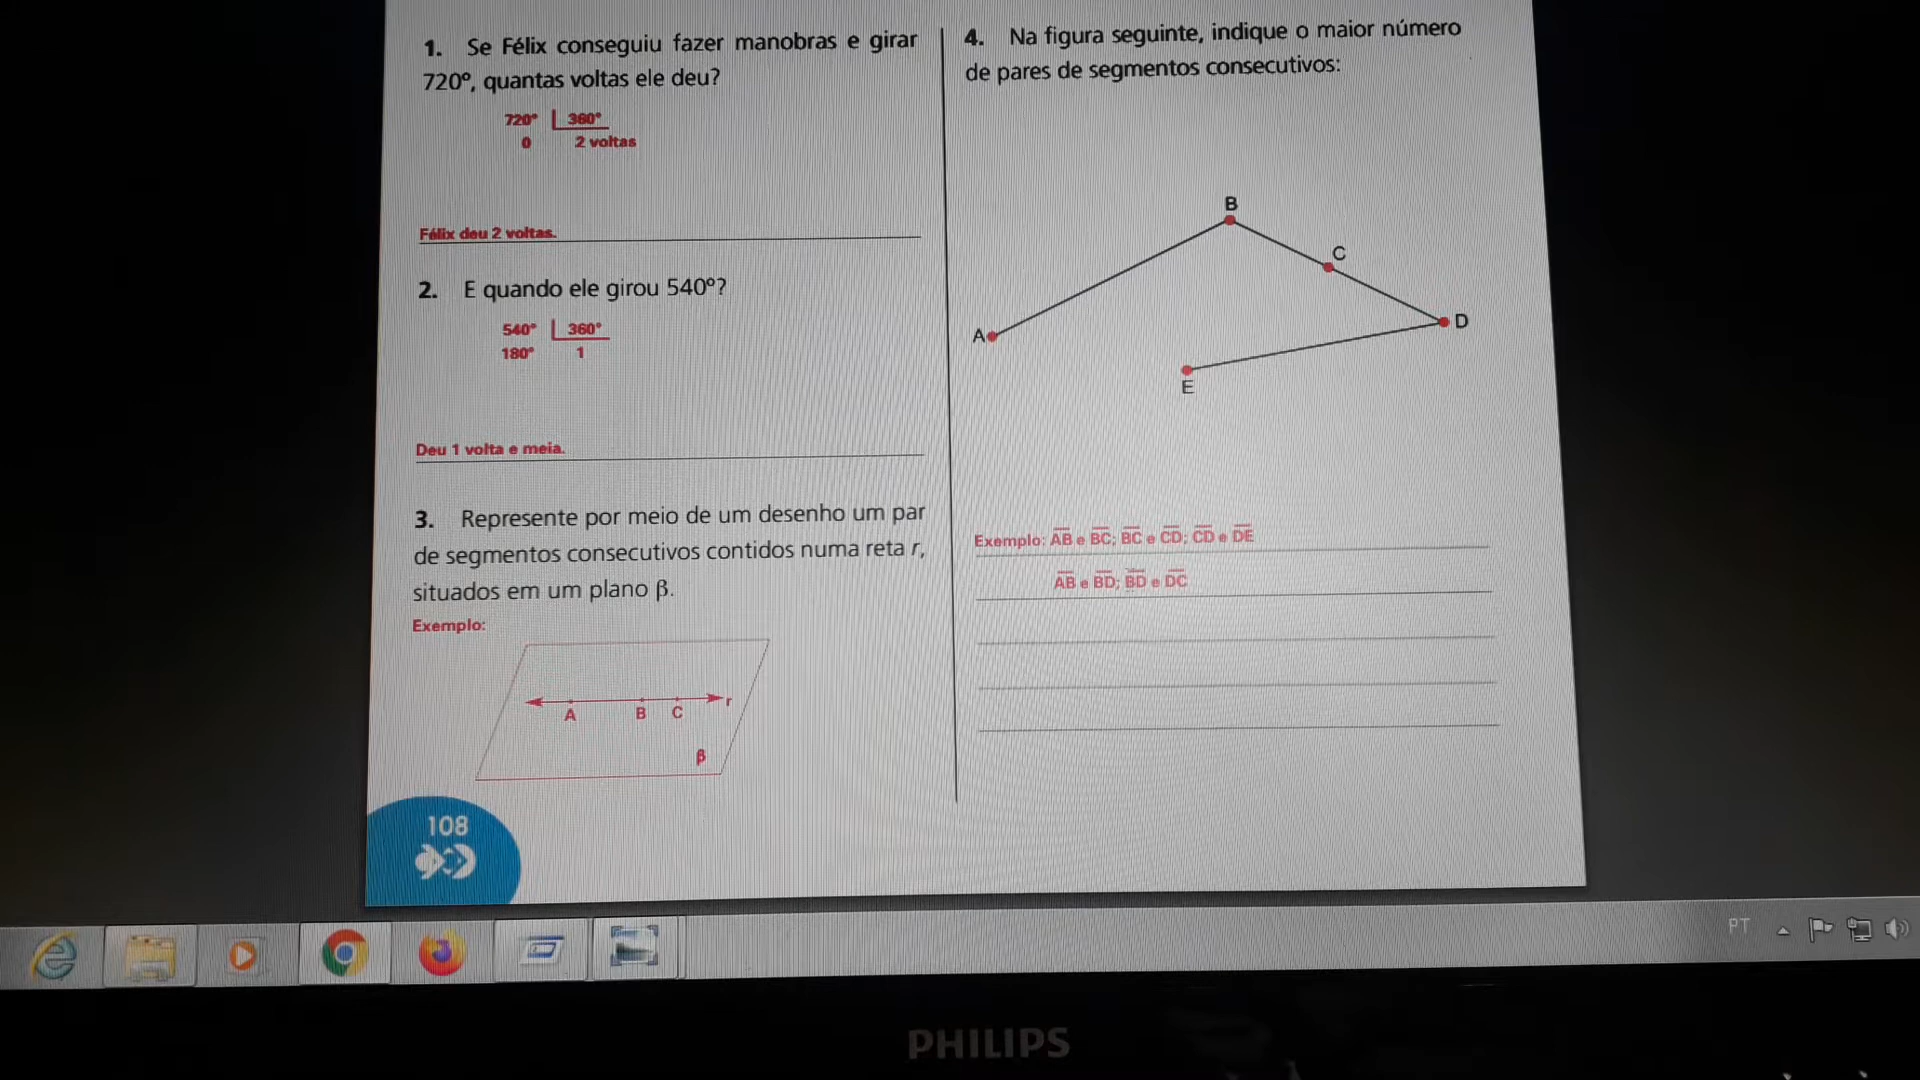 1. Se Félix conseguiu fazer manobras e girar
720º, quantas voltas ele deu?
720° 360°
0 2 voltas
Félix deu 2 voltas.
2. E quando ele girou 540º?
540° 360°
180° 1
Deu 1 volta e meia.
3. Represente por meio de um desenho um par
de segmentos consecutivos contidos numa reta r,
situados em um plano β.
Exemplo:
A B C r
β
108
4. Na figura seguinte, indique o maior número
de pares de segmentos consecutivos:
B
C
A
D
E
Exemplo: AB e BC; BC e CD; CD e DE
AB e BD; BD e DC
PT
PHILIPS